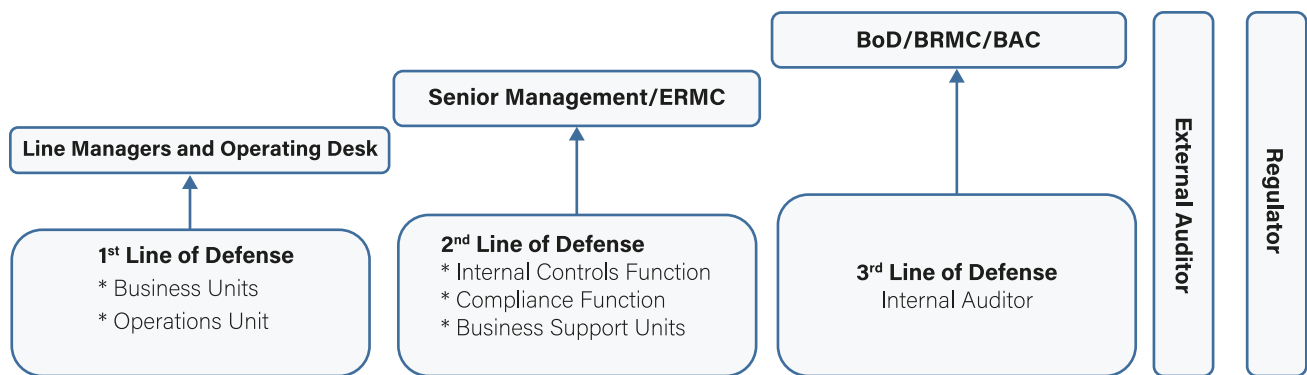 Line Managers and Operating Desk
1st Line of Defense
* Business Units
* Operations Unit
Senior Management/ERMC
2nd Line of Defense
* Internal Controls Function
* Compliance Function
* Business Support Units
BoD/BRMC/BAC
3rd Line of Defense
Internal Auditor
External Auditor
Regulator